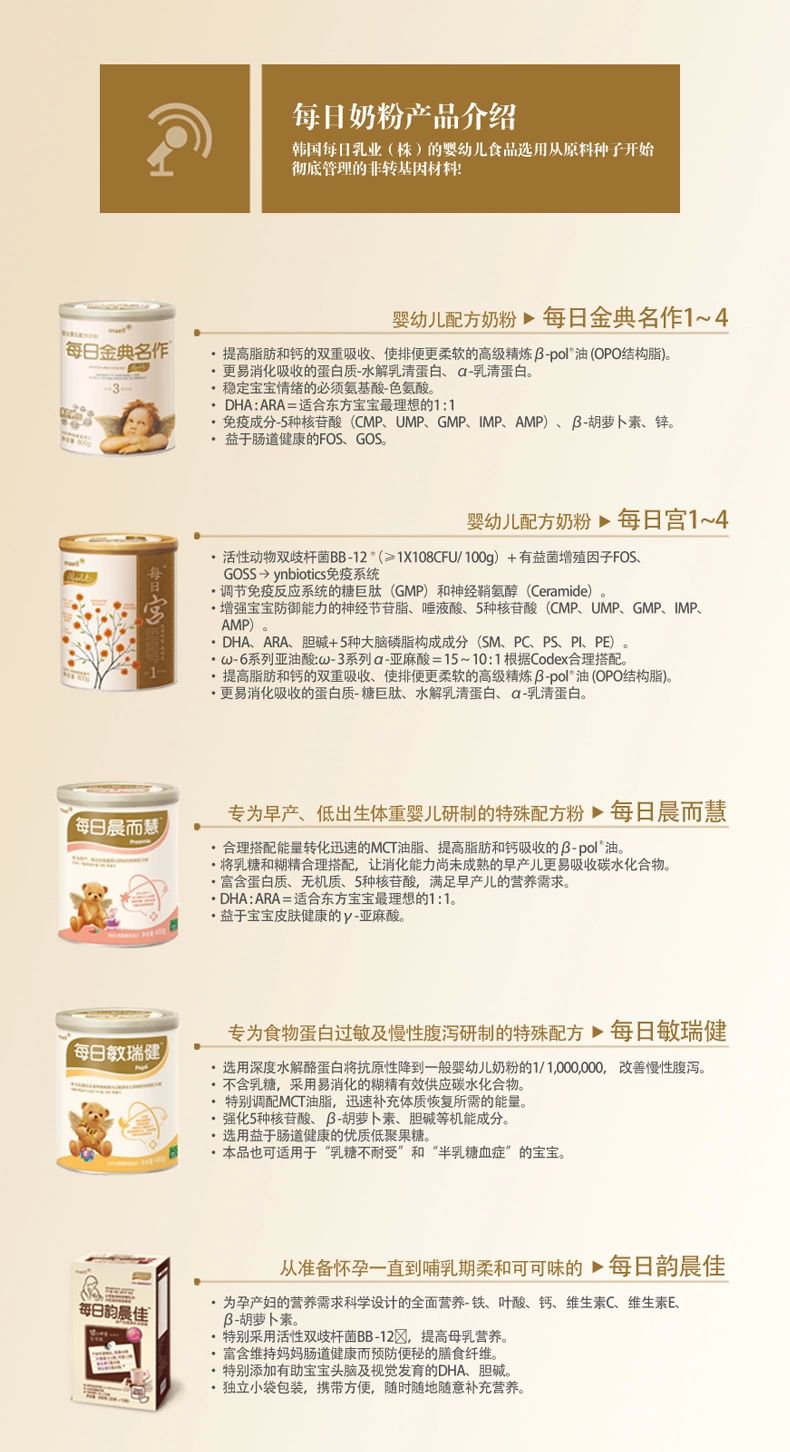 每日奶粉产品介绍
韩国每日乳业（株）的婴幼儿食品选用从原料种子开始
彻底管理的非转基因材料!
婴幼儿配方奶粉 ▶ 每日金典名作1~4
maeil®
每日金典名作
3
• 提高脂肪和钙的双重吸收、使排便更柔软的高级精炼β-pol®油 (OPO结构脂)。
• 更易消化吸收的蛋白质-水解乳清蛋白、α-乳清蛋白。
• 稳定宝宝情绪的必须氨基酸-色氨酸。
• DHA : ARA = 适合东方宝宝最理想的1 : 1
• 免疫成分-5种核苷酸（CMP、UMP、GMP、IMP、AMP）、β-胡萝卜素、锌。
• 益于肠道健康的FOS、GOS。
婴幼儿配方奶粉 ▶ 每日宫1~4
maeil®
Absolute
每日宫
1
• 活性动物双歧杆菌BB -12 ®（≥1X108CFU/ 100g）+ 有益菌增殖因子FOS、
GOSS → ynbiotics免疫系统
• 调节免疫反应系统的糖巨肽（GMP）和神经鞘氨醇（Ceramide）。
• 增强宝宝防御能力的神经节苷脂、唾液酸、5种核苷酸（CMP、UMP、GMP、IMP、
AMP）。
• DHA、ARA、胆碱+ 5种大脑磷脂构成成分（SM、PC、PS、PI、PE）。
• ω- 6系列亚油酸:ω- 3系列 α -亚麻酸 = 15 ~ 10 : 1 根据Codex合理搭配。
• 提高脂肪和钙的双重吸收、使排便更柔软的高级精炼 β -pol®油 (OPO结构脂)。
• 更易消化吸收的蛋白质- 糖巨肽、水解乳清蛋白、α -乳清蛋白。
专为早产、低出生体重婴儿研制的特殊配方粉 ▶ 每日晨而慧
maeil®
每日晨而慧
Preemie
400g
• 合理搭配能量转化迅速的MCT油脂、提高脂肪和钙吸收的 β- pol®油。
• 将乳糖和糊精合理搭配，让消化能力尚未成熟的早产儿更易吸收碳水化合物。
• 富含蛋白质、无机质、5种核苷酸，满足早产儿的营养需求。
• DHA : ARA = 适合东方宝宝最理想的1 : 1。
• 益于宝宝皮肤健康的 γ -亚麻酸。
专为食物蛋白过敏及慢性腹泻研制的特殊配方 ▶ 每日敏瑞健
maeil®
每日敏瑞健
Pepti
400g
• 选用深度水解酪蛋白将抗原性降到一般婴幼儿奶粉的1/ 1,000,000， 改善慢性腹泻。
• 不含乳糖，采用易消化的糊精有效供应碳水化合物。
• 特别调配MCT油脂，迅速补充体质恢复所需的能量。
• 强化5种核苷酸、β-胡萝卜素、胆碱等机能成分。
• 选用益于肠道健康的优质低聚果糖。
• 本品也可适用于“乳糖不耐受”和“半乳糖血症”的宝宝。
从准备怀孕一直到哺乳期柔和可可味的 ▶ 每日韵晨佳
maeil®
每日韵晨佳
• 为孕产妇的营养需求科学设计的全面营养- 铁、叶酸、钙、维生素C、维生素E、
β-胡萝卜素。
• 特别采用活性双歧杆菌BB -12☒，提高母乳营养。
• 富含维持妈妈肠道健康而预防便秘的膳食纤维。
• 特别添加有助宝宝头脑及视觉发育的DHA、胆碱。
• 独立小袋包装，携带方便，随时随地随意补充营养。